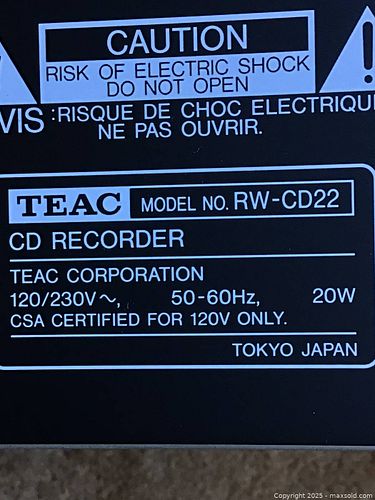 CAUTION
RISK OF ELECTRIC SHOCK
DO NOT OPEN
VIS :RISQUE DE CHOC ELECTRIQU
NE PAS OUVRIR.
TEAC MODEL NO. RW-CD22
CD RECORDER
TEAC CORPORATION
120/230V~, 50-60Hz, 20W
CSA CERTIFIED FOR 120V ONLY.
TOKYO JAPAN
Copyright 2025 - maxsold.com